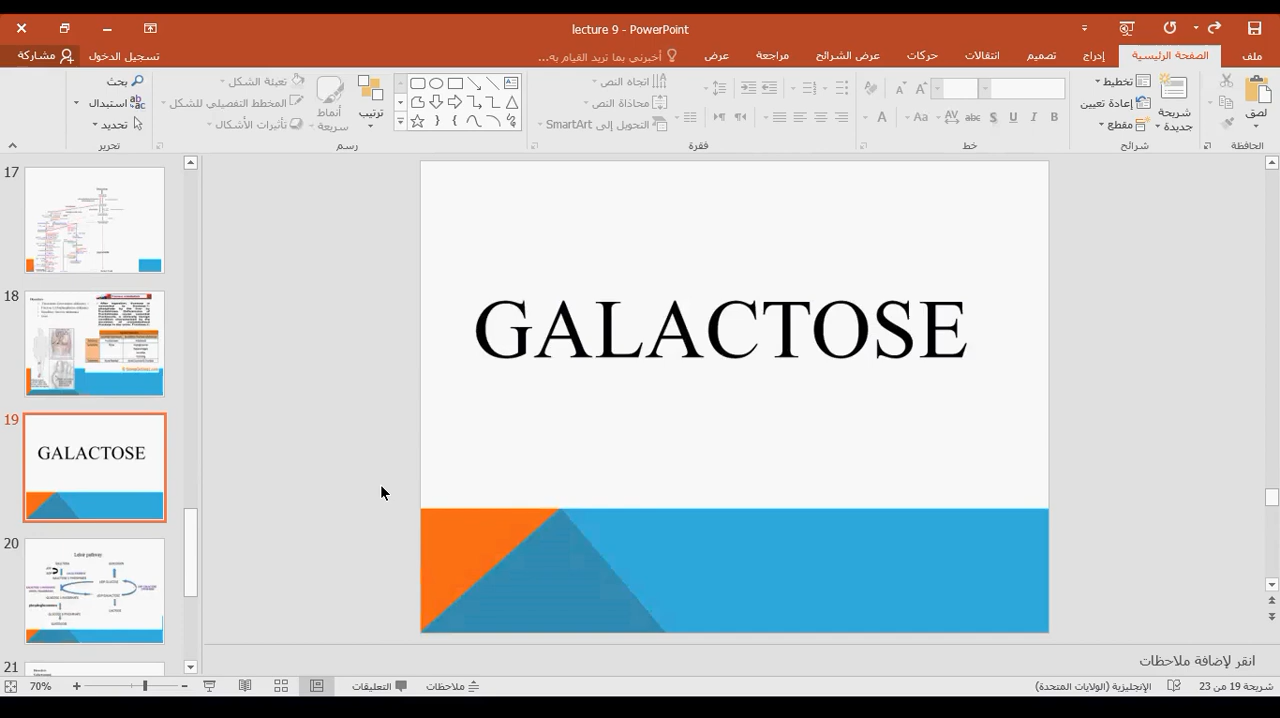 lecture 9 - PowerPoint
ملف
الصفحة الرئيسية
إدراج
تصميم
انتقالات
حركات
عرض الشرائح
مراجعة
عرض
أخبرني بما تريد القيام به...
تسجيل الدخول
مشاركة
لصق
الحافظة
شريحة جديدة
تخطيط
إعادة تعيين
مقطع
شرائح
B I U S abc AV Aa A
خط
اتجاه النص
محاذاة النص
التحويل إلى SmartArt
فقرة
ترتيب
أنماط سريعة
تعبئة الشكل
المخطط التفصيلي للشكل
تأثيرات الأشكال
رسم
بحث
استبدال
تحديد
تحرير
17
18
19
GALACTOSE
20
21
GALACTOSE
انقر لإضافة ملاحظات
شريحة 19 من 23
الإنجليزية (الولايات المتحدة)
ملاحظات
التعليقات
70%